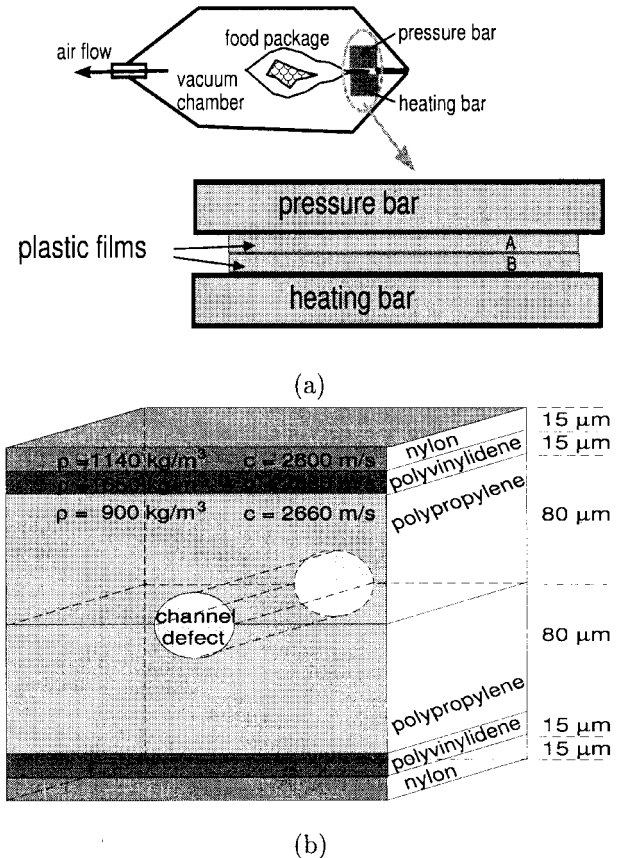 food package
pressure bar
air flow
vacuum
chamber
heating bar
pressure bar
plastic films
A
B
heating bar
(a)
ρ = 1140 kg/m³ c = 2600 m/s
ρ = 900 kg/m³ c = 2660 m/s
channel
defect
nylon
polyvinylidene
polypropylene
15 μm
15 μm
80 μm
80 μm
polypropylene
polyvinylidene
nylon
15 μm
15 μm
(b)